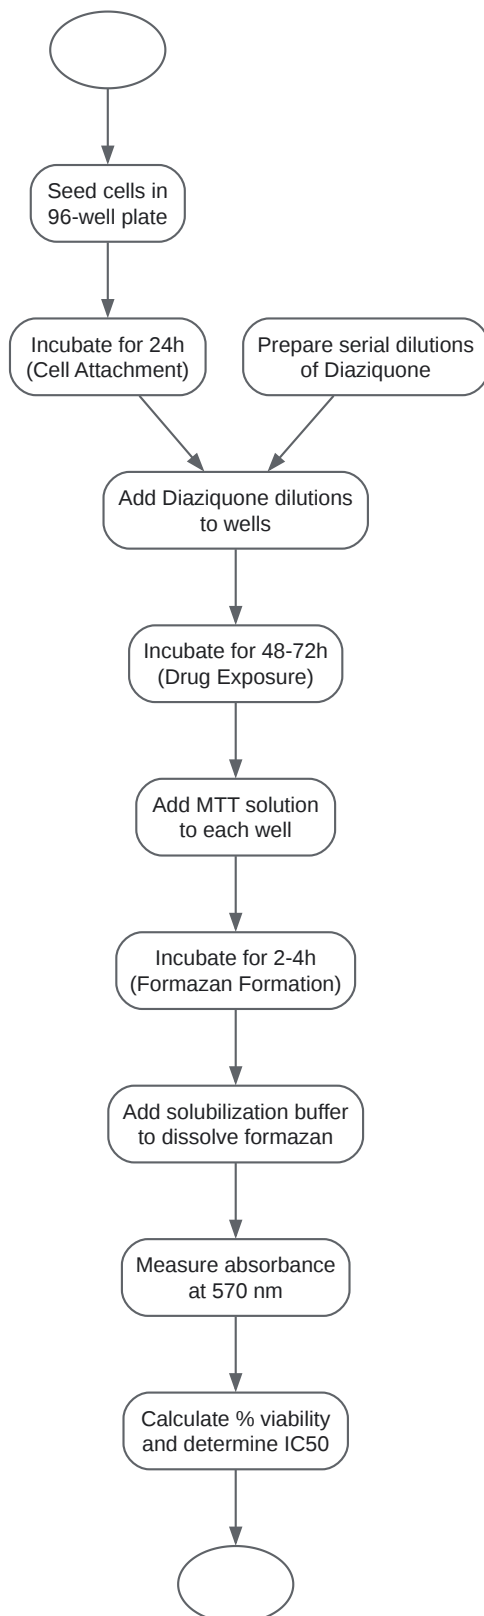 Seed cells in
96-well plate
Incubate for 24h
(Cell Attachment)
Prepare serial dilutions
of Diaziquone
Add Diaziquone dilutions
to wells
Incubate for 48-72h
(Drug Exposure)
Add MTT solution
to each well
Incubate for 2-4h
(Formazan Formation)
Add solubilization buffer
to dissolve formazan
Measure absorbance
at 570 nm
Calculate % viability
and determine IC50